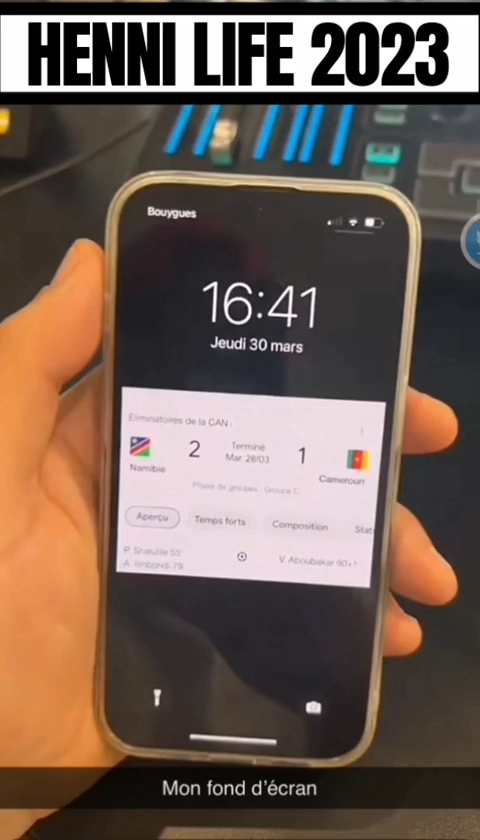 HENNI LIFE 2023
Bouygues
16:41
Jeudi 30 mars
Éliminatoires de la CAN
2 Terminé 1
Mar. 28/03
Namibie Cameroun
Phase de groupes · Groupe C
Aperçu Temps forts Composition Stat
P. Shalulile 55'
V. Aboubakar 90+1
79
Mon fond d'écran